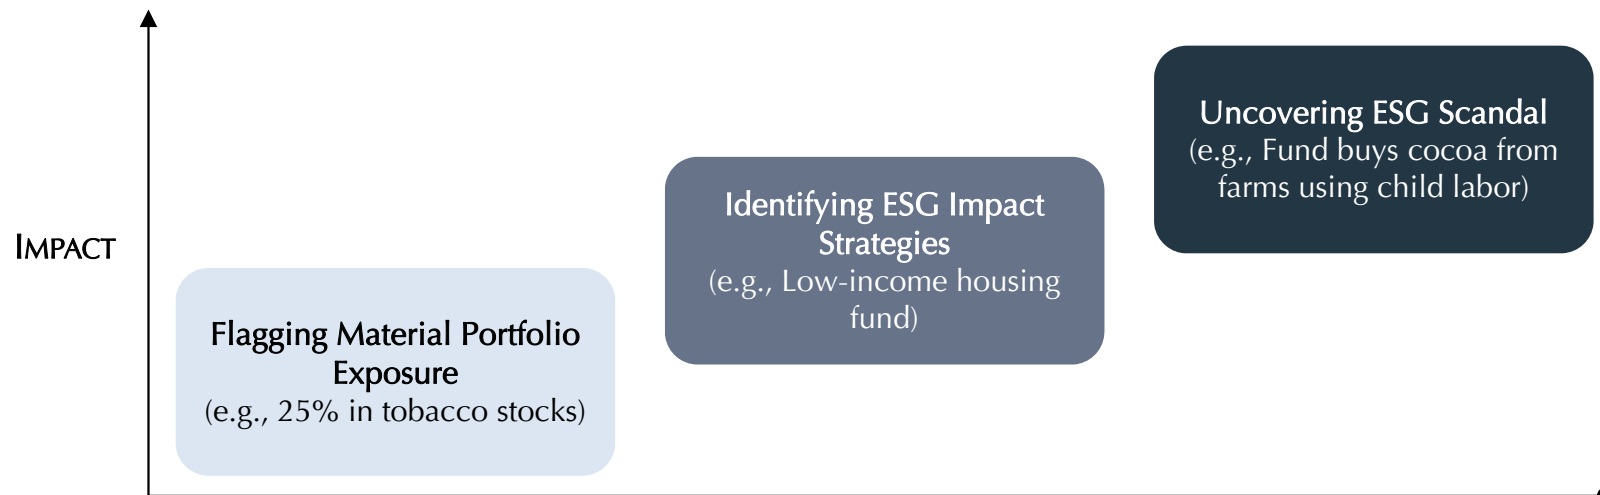 Uncovering ESG Scandal
(e.g., Fund buys cocoa from
farms using child labor)
Identifying ESG Impact
Strategies
(e.g., Low-income housing
fund)
IMPACT
Flagging Material Portfolio
Exposure
(e.g., 25% in tobacco stocks)